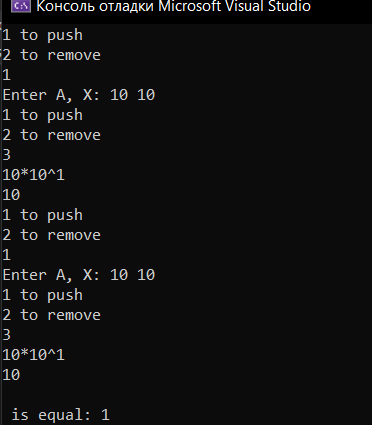 Консоль отладки Microsoft Visual Studio
1 to push
2 to remove
1
Enter A, X: 10 10
1 to push
2 to remove
3
10*10^1
10
1 to push
2 to remove
1
Enter A, X: 10 10
1 to push
2 to remove
3
10*10^1
10
is equal: 1